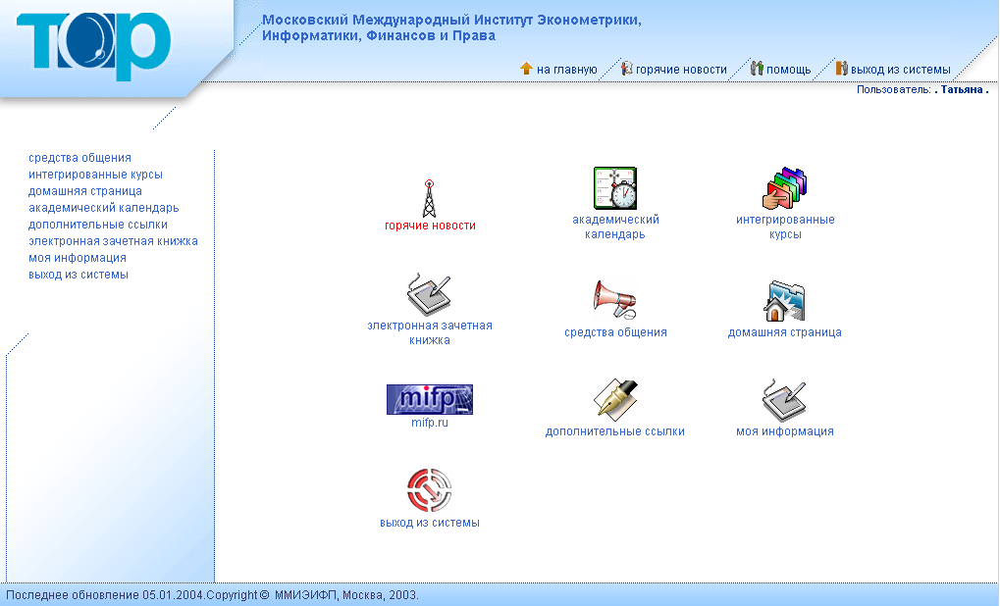 тор
Московский Международный Институт Эконометрики,
Информатики, Финансов и Права
на главную
горячие новости
помощь
выход из системы
Пользователь: . Татьяна .
средства общения
интегрированные курсы
домашняя страница
академический календарь
дополнительные ссылки
электронная зачетная книжка
моя информация
выход из системы
горячие новости
академический
календарь
интегрированные
курсы
электронная зачетная
книжка
средства общения
домашняя страница
mifp
mifp.ru
дополнительные ссылки
моя информация
выход из системы
Последнее обновление 05.01.2004.Copyright © ММИЭИФП, Москва, 2003.